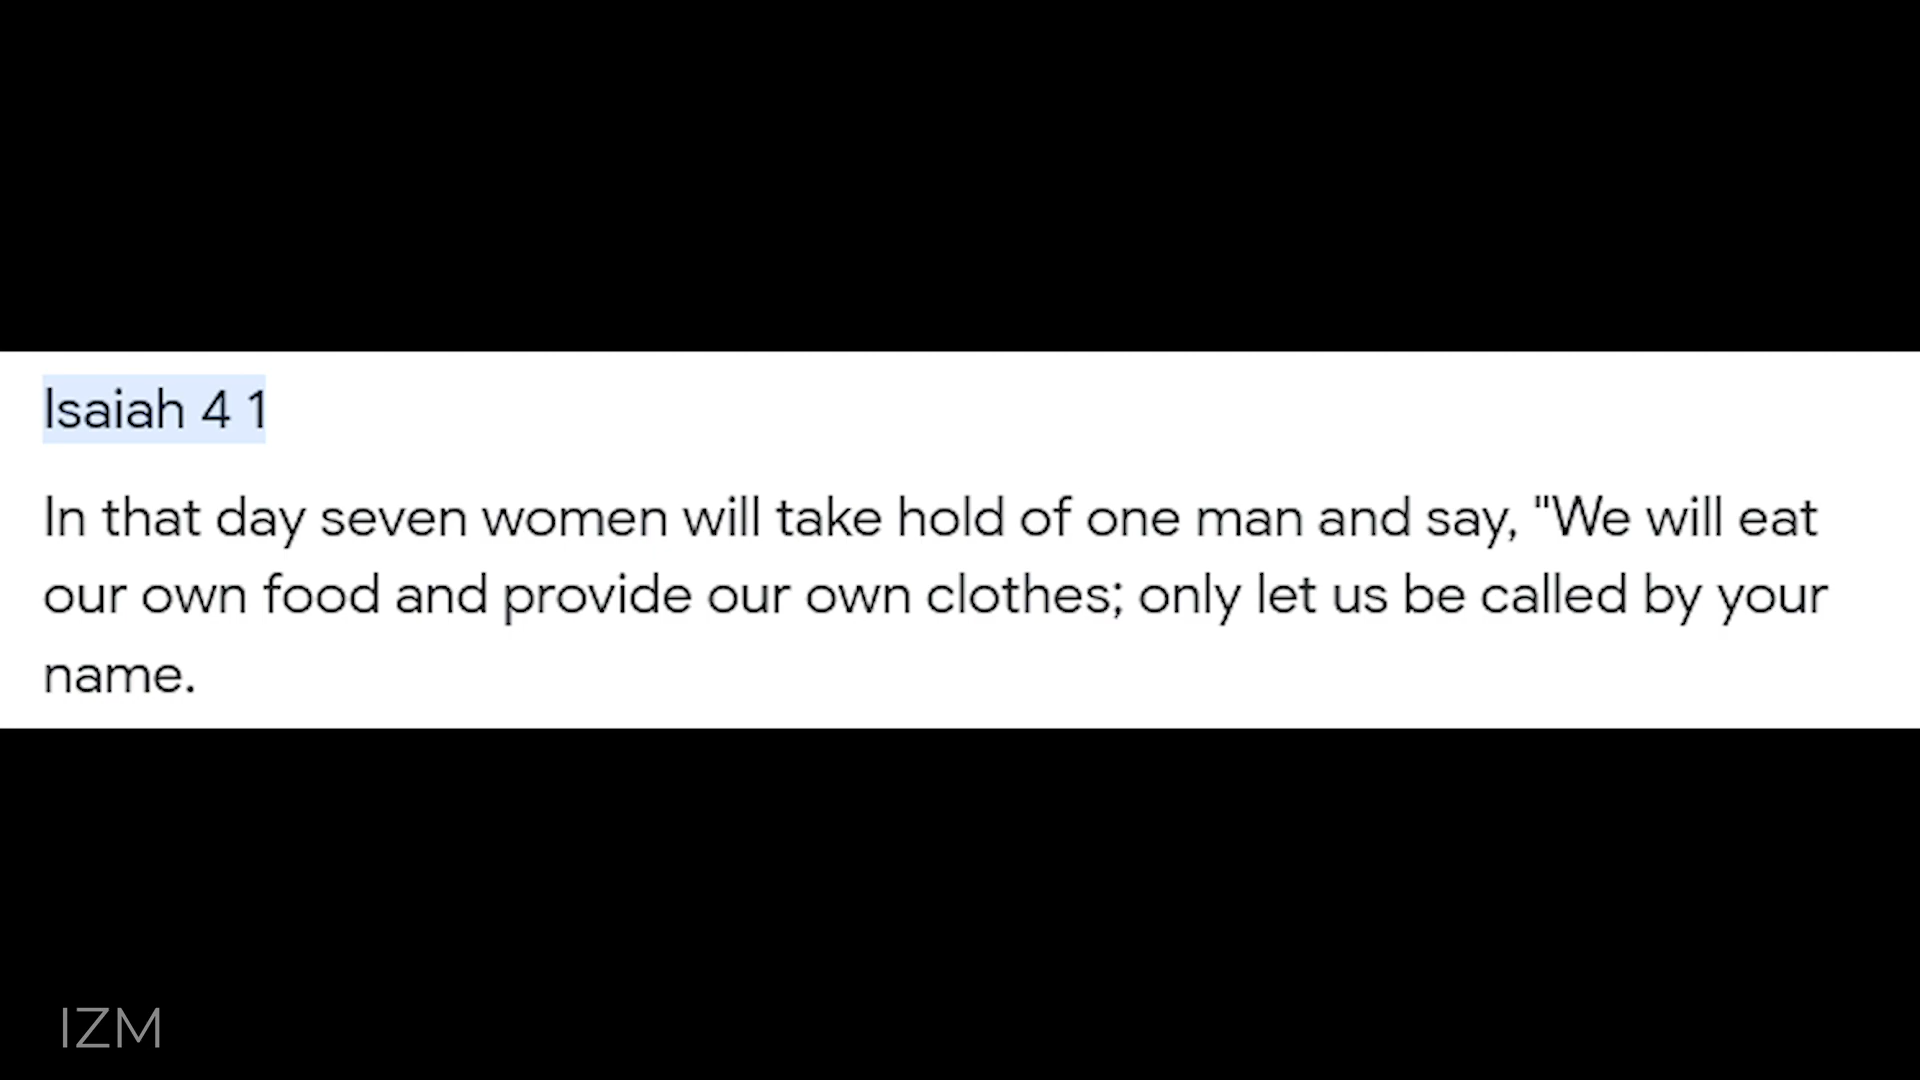 Isaiah 4 1
In that day seven women will take hold of one man and say, "We will eat
our own food and provide our own clothes; only let us be called by your
name.
IZM